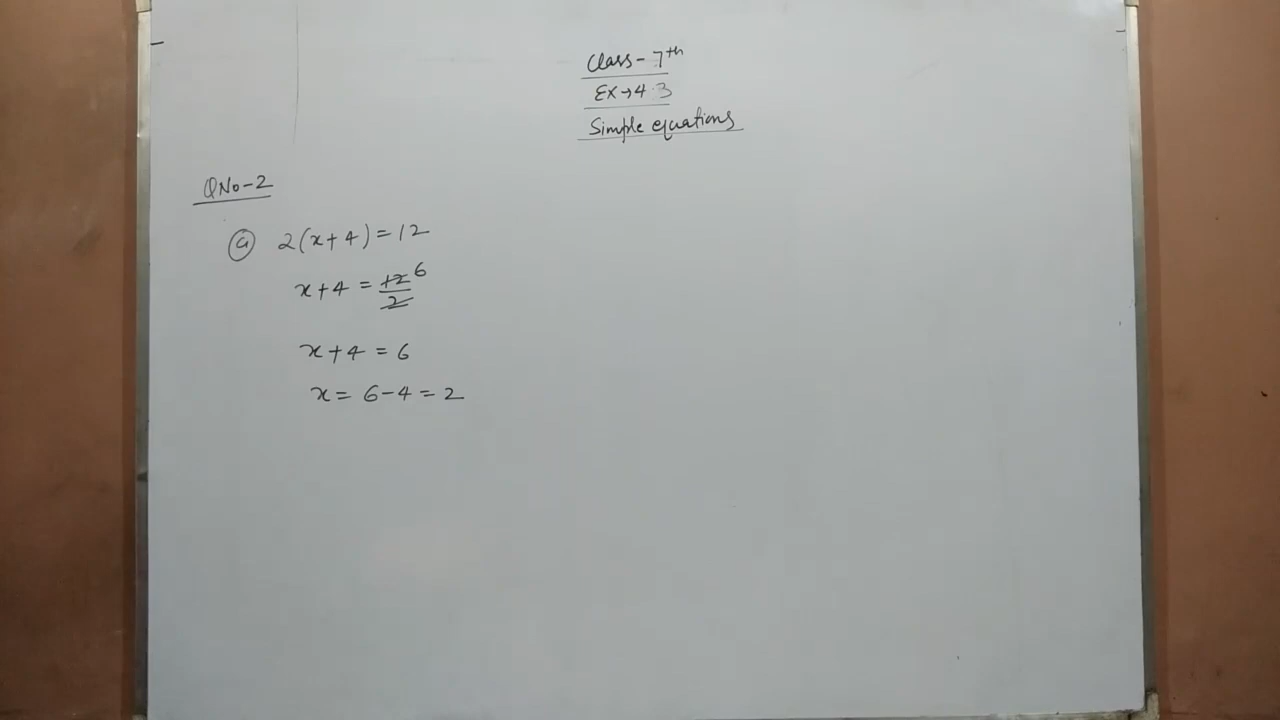 Class - 7th
EX → 4.3
Simple equations
Q No - 2
(a) 2(x+4) = 12
x+4 = 12/2 6
x+4 = 6
x = 6-4 = 2